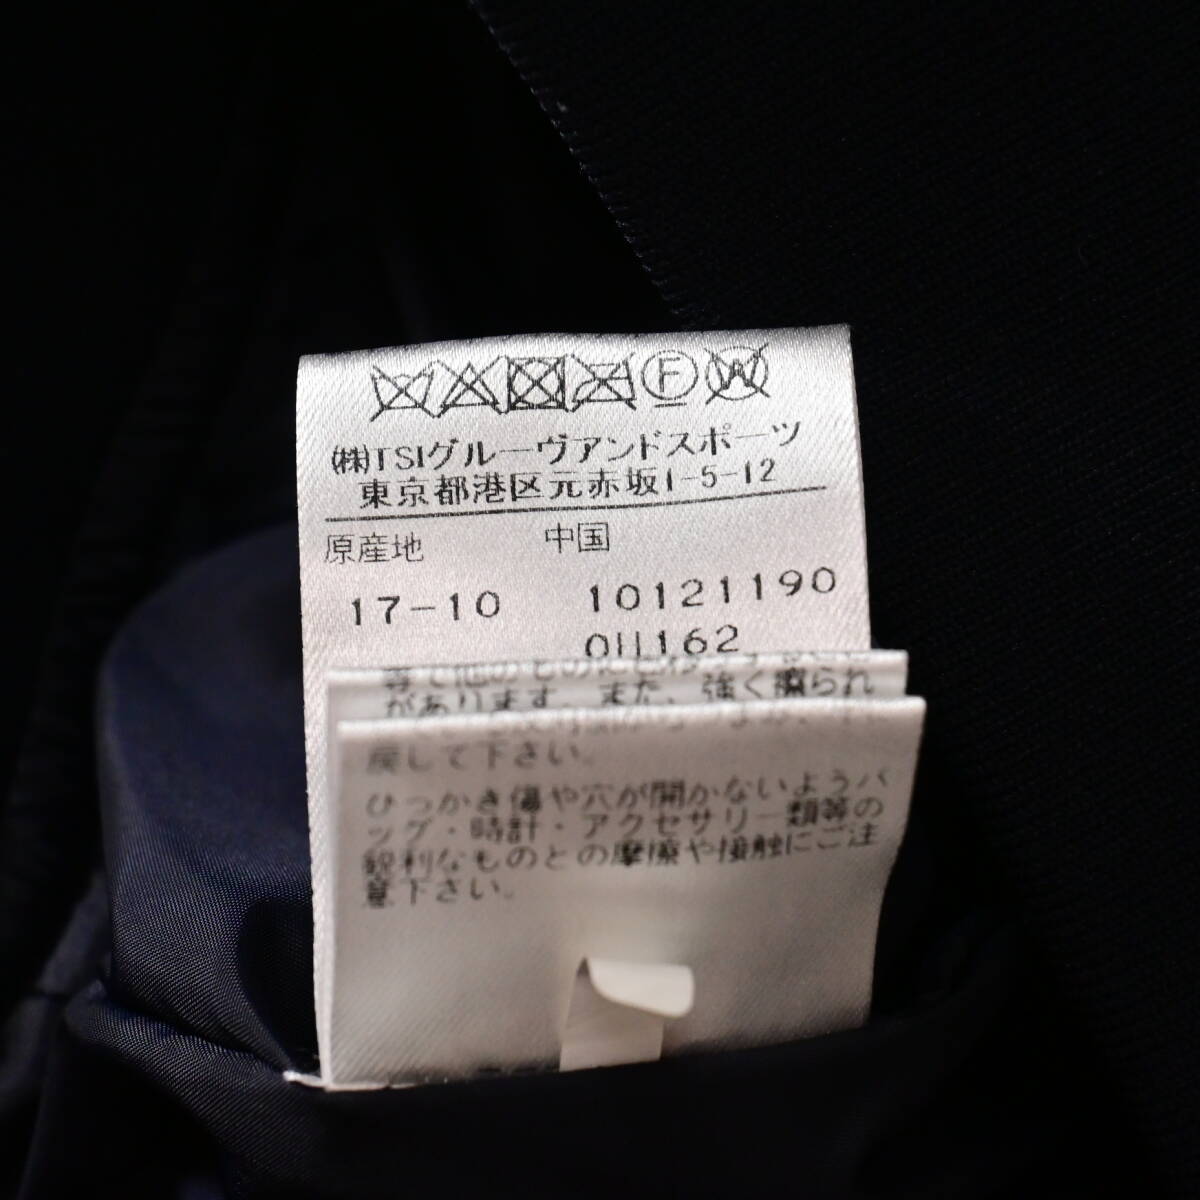 F W
㈱TSIグルーヴアンドスポーツ
東京都港区元赤坂1-5-12
原産地 中国
17-10 10121190
011162
があります。また、強く擦られ
戻して下さい。
ひっかき傷や穴が開かないようバ
ッグ・時計・アクセサリー類等の
鋭利なものとの摩擦や接触にご注
意下さい。